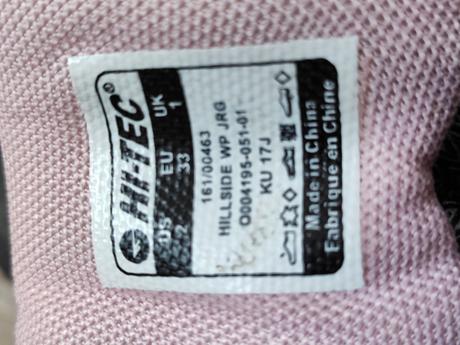 HI-TEC®
US EU UK
2 33 1
161/00463
HILLSIDE WP JRG
O004195-051-01
KU 17J
Made in China
Fabriqué en Chine